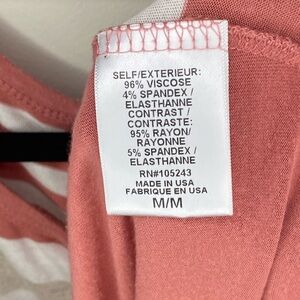 SELF/EXTERIEUR:
96% VISCOSE
4% SPANDEX /
ELASTHANNE
CONTRAST /
CONTRASTE:
95% RAYON/
RAYONNE
5% SPANDEX /
ELASTHANNE
RN#105243
MADE IN USA
FABRIQUE EN USA
M/M